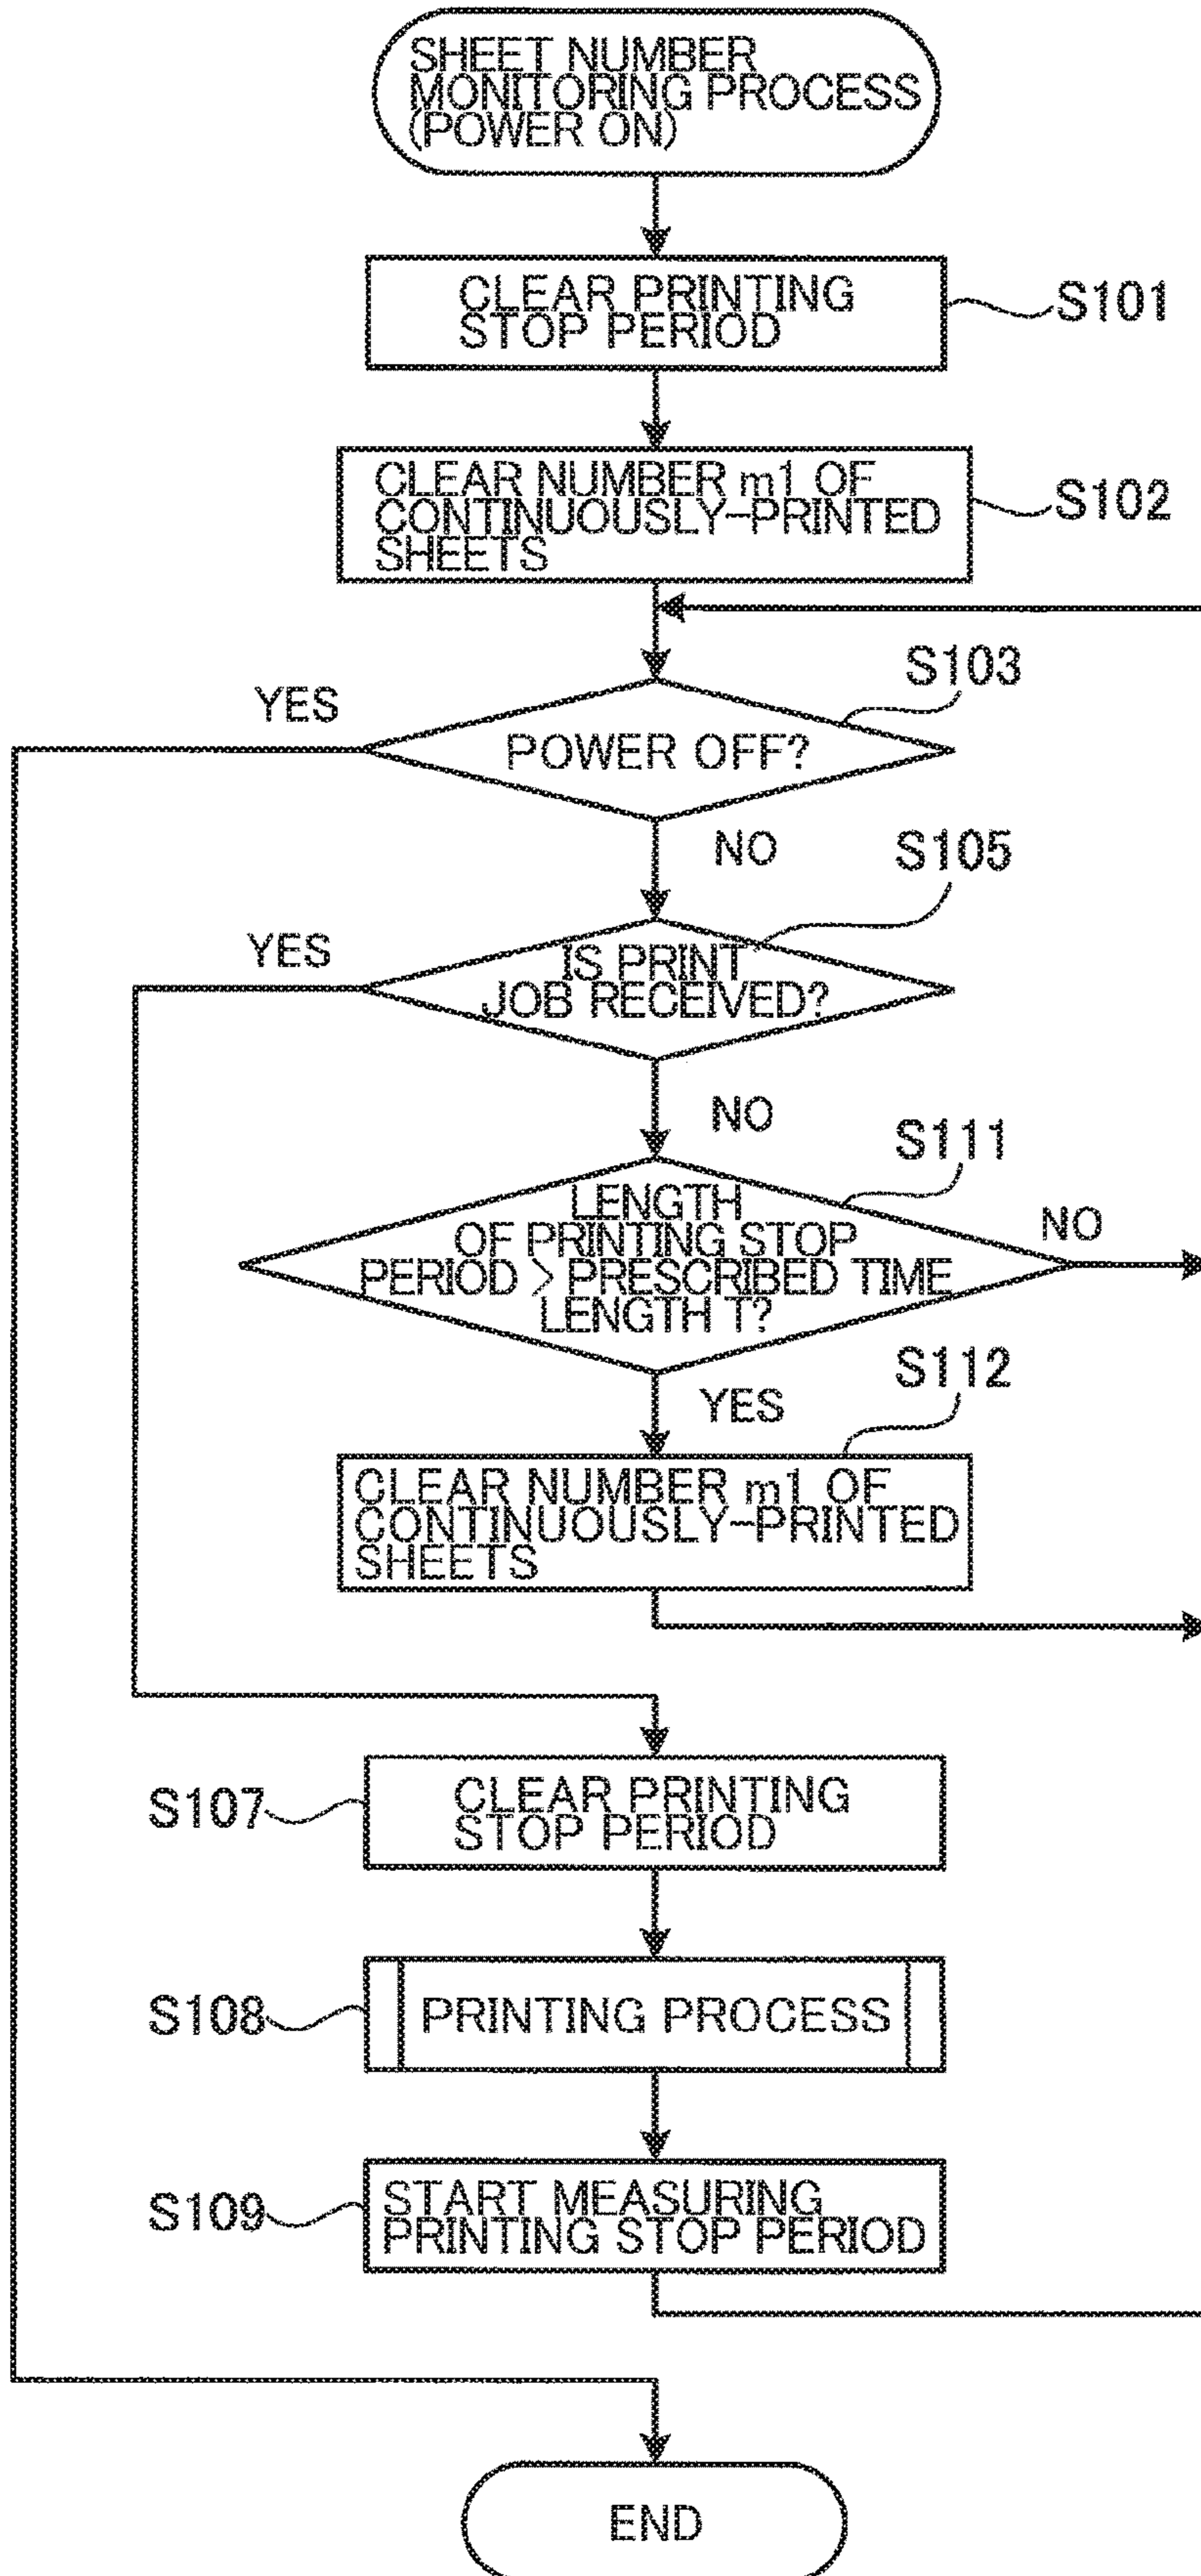 SHEET NUMBER
MONITORING PROCESS
(POWER ON)
CLEAR PRINTING
STOP PERIOD
S101
CLEAR NUMBER m1 OF
CONTINUOUSLY-PRINTED
SHEETS
S102
S103
YES
POWER OFF?
NO
S105
YES
IS PRINT
JOB RECEIVED?
NO
S111
LENGTH
OF PRINTING STOP
PERIOD > PRESCRIBED TIME
LENGTH T?
NO
S112
YES
CLEAR NUMBER m1 OF
CONTINUOUSLY-PRINTED
SHEETS
S107
CLEAR PRINTING
STOP PERIOD
S108
PRINTING PROCESS
S109
START MEASURING
PRINTING STOP PERIOD
END